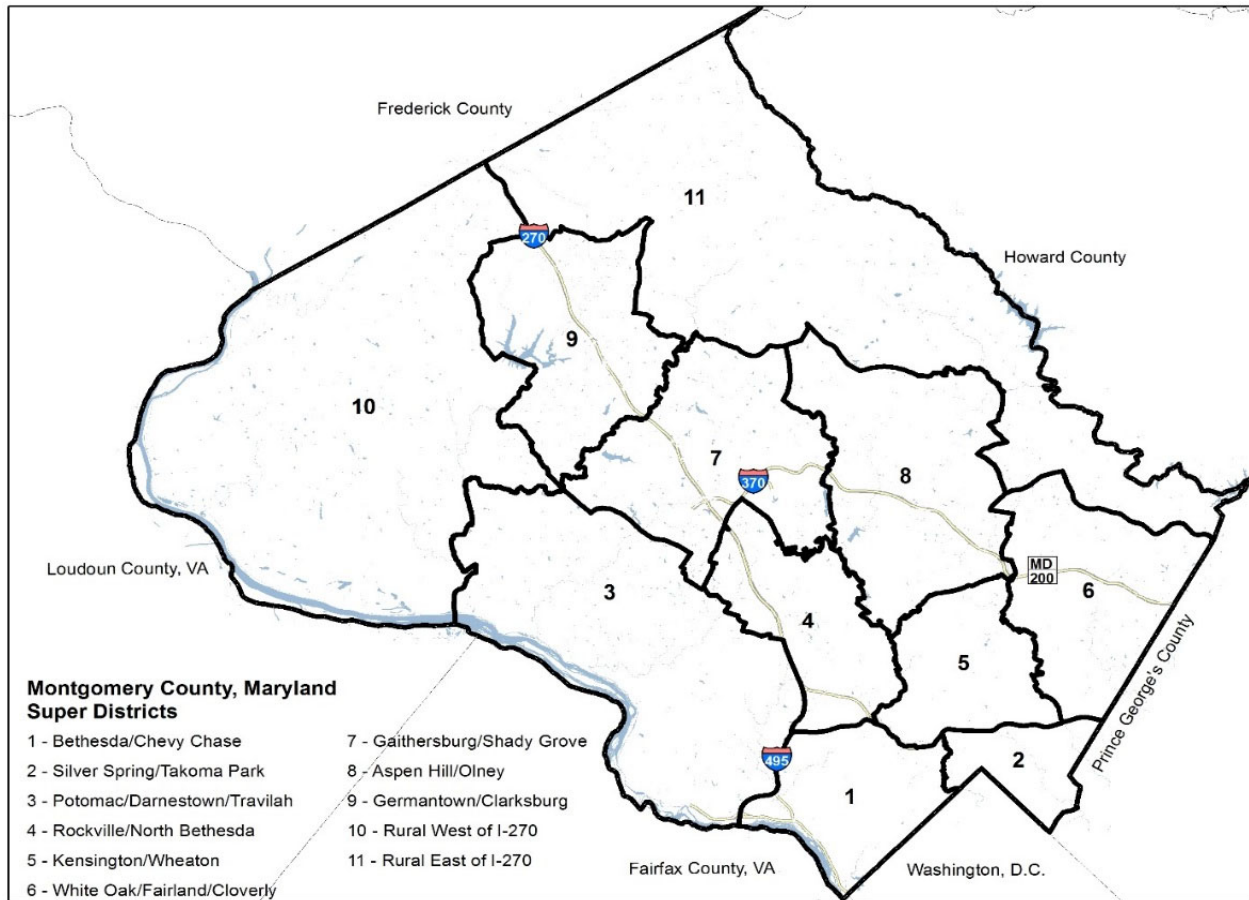 Frederick County
11
270
Howard County
9
10
7
370
8
Loudoun County, VA
3
MD
200
6
4
5
Prince George's County
Montgomery County, Maryland
Super Districts
1 - Bethesda/Chevy Chase
2 - Silver Spring/Takoma Park
3 - Potomac/Darnestown/Travilah
4 - Rockville/North Bethesda
5 - Kensington/Wheaton
6 - White Oak/Fairland/Cloverly
7 - Gaithersburg/Shady Grove
8 - Aspen Hill/Olney
9 - Germantown/Clarksburg
10 - Rural West of I-270
11 - Rural East of I-270
495
2
1
Fairfax County, VA
Washington, D.C.